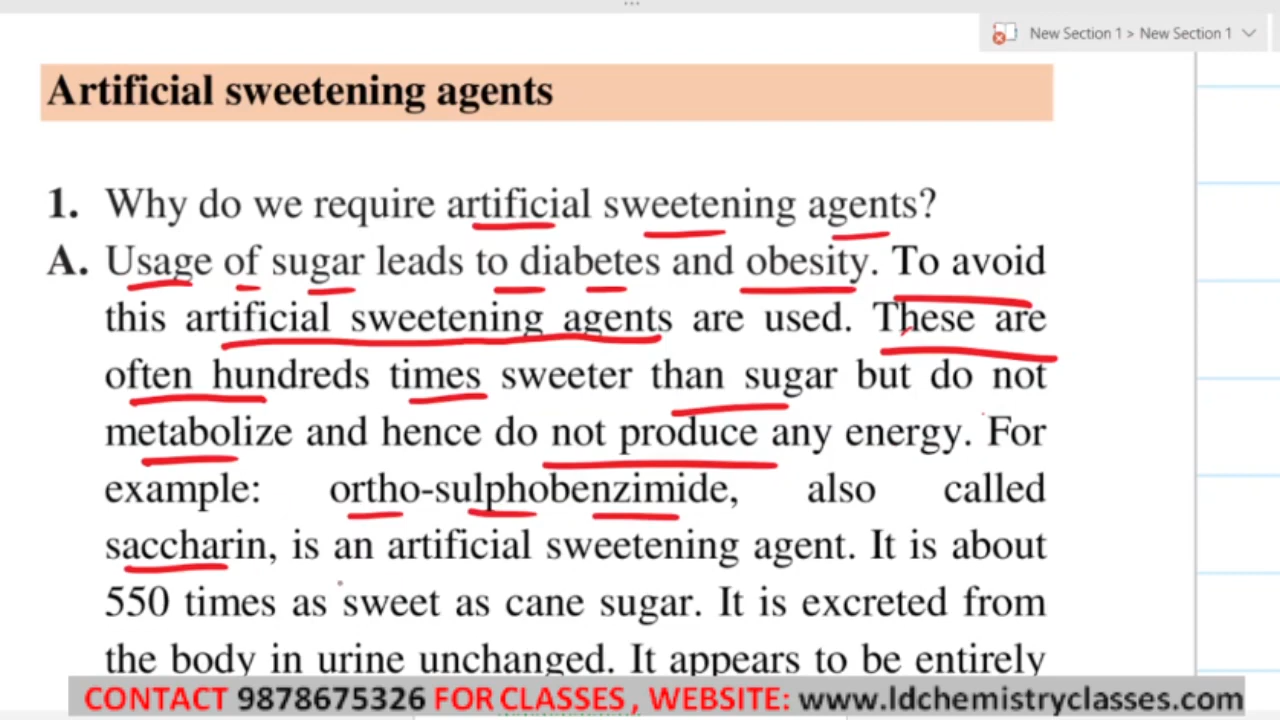 New Section 1 > New Section 1
Artificial sweetening agents
1. Why do we require artificial sweetening agents?
A. Usage of sugar leads to diabetes and obesity. To avoid
this artificial sweetening agents are used. These are
often hundreds times sweeter than sugar but do not
metabolize and hence do not produce any energy. For
example: ortho-sulphobenzimide, also called
saccharin, is an artificial sweetening agent. It is about
550 times as sweet as cane sugar. It is excreted from
the body in urine unchanged. It appears to be entirely
CONTACT 9878675326 FOR CLASSES , WEBSITE: www.ldchemistryclasses.com